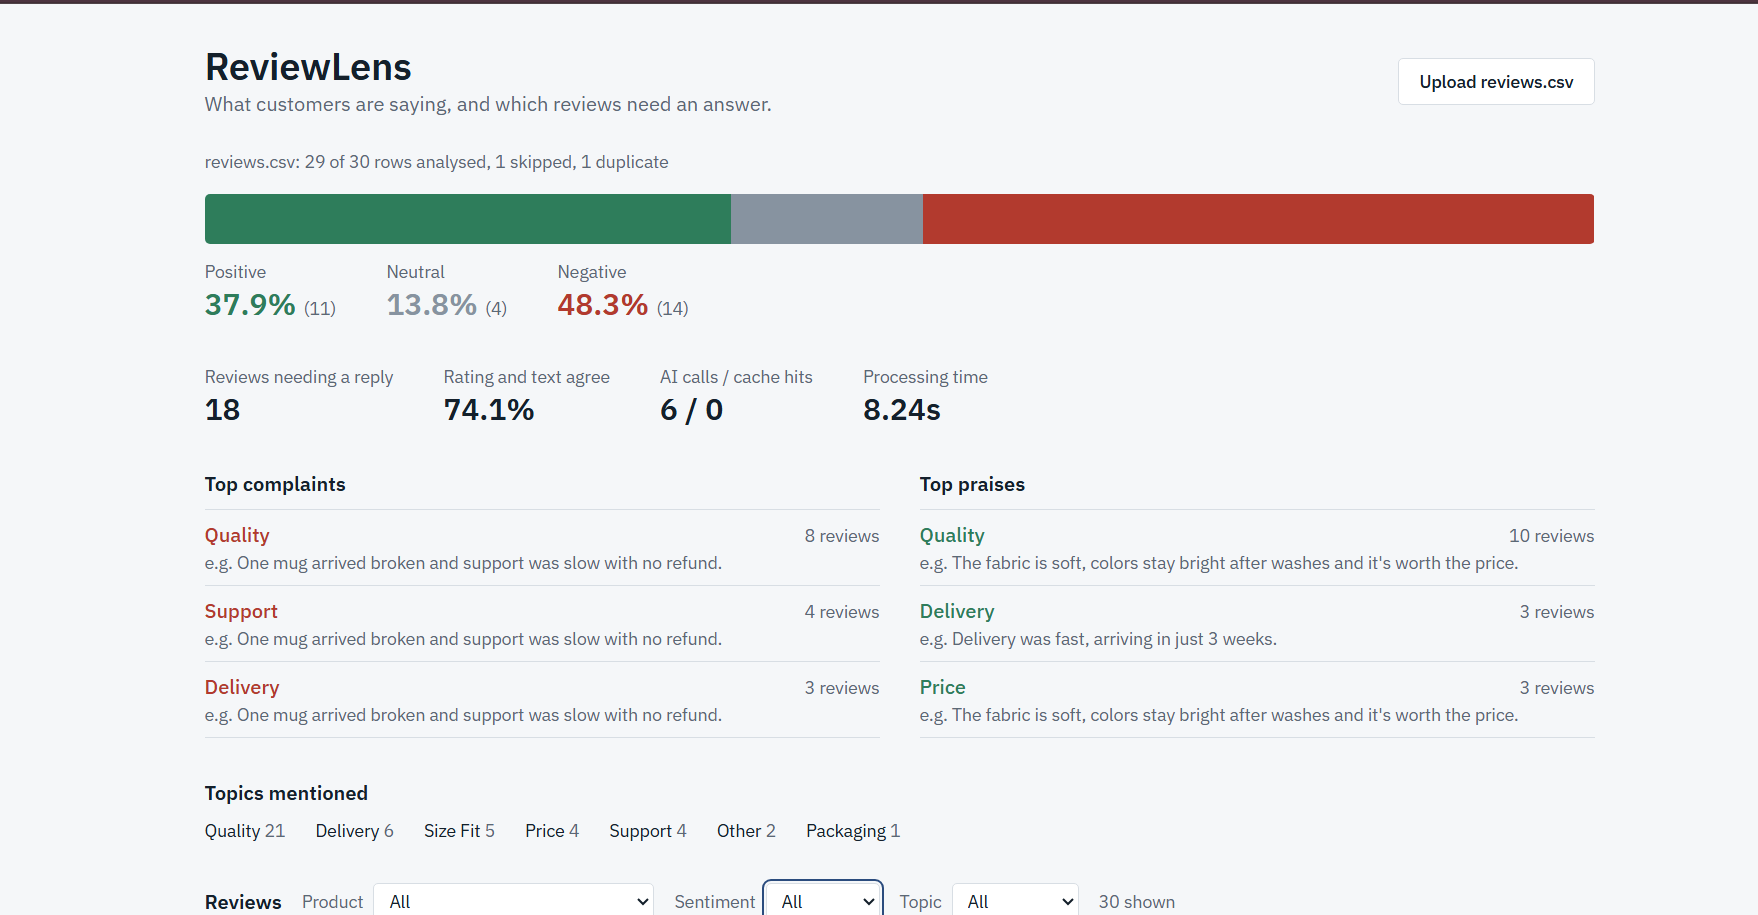 ReviewLens
What customers are saying, and which reviews need an answer.
Upload reviews.csv
reviews.csv: 29 of 30 rows analysed, 1 skipped, 1 duplicate
Positive Neutral Negative
37.9% (11) 13.8% (4) 48.3% (14)
Reviews needing a reply Rating and text agree AI calls / cache hits Processing time
18 74.1% 6 / 0 8.24s
Top complaints
Quality 8 reviews
e.g. One mug arrived broken and support was slow with no refund.
Support 4 reviews
e.g. One mug arrived broken and support was slow with no refund.
Delivery 3 reviews
e.g. One mug arrived broken and support was slow with no refund.
Top praises
Quality 10 reviews
e.g. The fabric is soft, colors stay bright after washes and it's worth the price.
Delivery 3 reviews
e.g. Delivery was fast, arriving in just 3 weeks.
Price 3 reviews
e.g. The fabric is soft, colors stay bright after washes and it's worth the price.
Topics mentioned
Quality 21 Delivery 6 Size Fit 5 Price 4 Support 4 Other 2 Packaging 1
Reviews Product All Sentiment All Topic All 30 shown